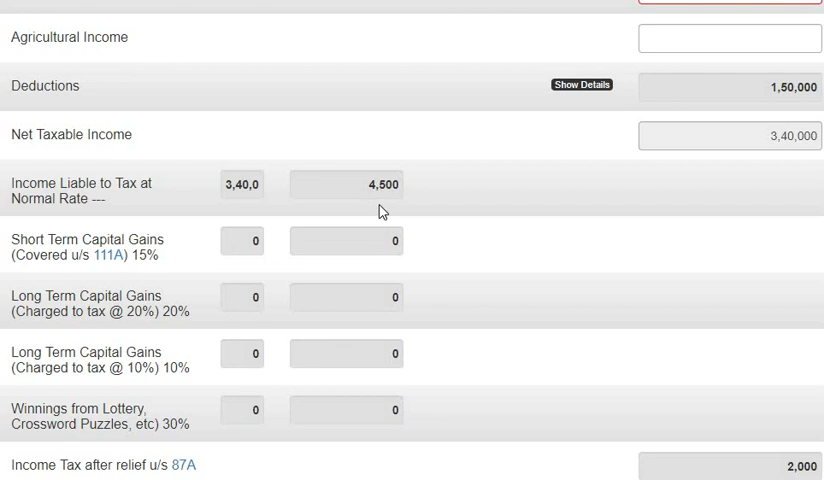 Agricultural Income
Deductions Show Details 1,50,000
Net Taxable Income 3,40,000
Income Liable to Tax at 3,40,0 4,500
Normal Rate ---
Short Term Capital Gains 0 0
(Covered u/s 111A) 15%
Long Term Capital Gains 0 0
(Charged to tax @ 20%) 20%
Long Term Capital Gains 0 0
(Charged to tax @ 10%) 10%
Winnings from Lottery, 0 0
Crossword Puzzles, etc) 30%
Income Tax after relief u/s 87A 2,000